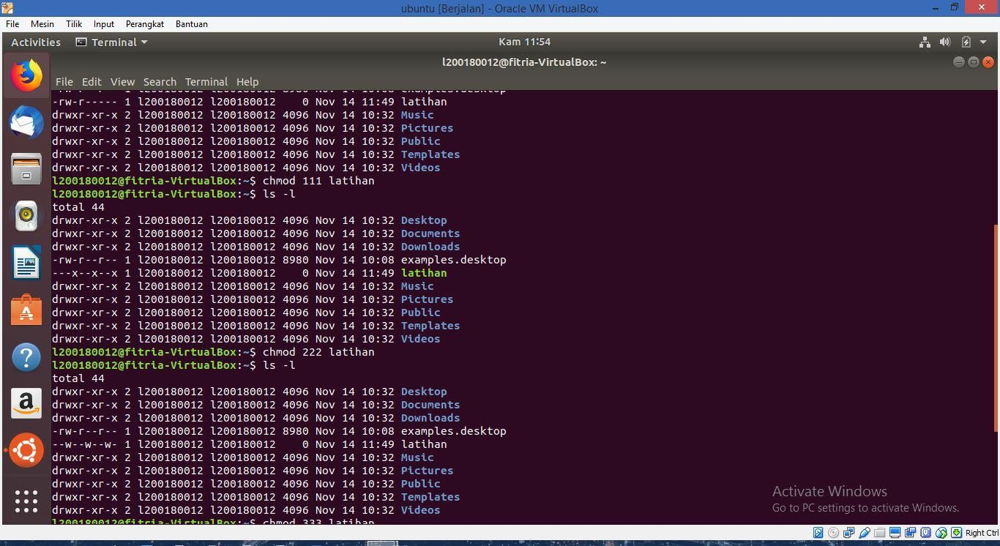 ubuntu [Berjalan] - Oracle VM VirtualBox
File Mesin Tilik Input Perangkat Bantuan
Activities Terminal Kam 11:54
l200180012@fitria-VirtualBox: ~
File Edit View Search Terminal Help
-rw-r--r-- 1 l200180012 l200180012 8980 Nov 14 10:08 examples.desktop
-rw-r----- 1 l200180012 l200180012    0 Nov 14 11:49 latihan
drwxr-xr-x 2 l200180012 l200180012 4096 Nov 14 10:32 Music
drwxr-xr-x 2 l200180012 l200180012 4096 Nov 14 10:32 Pictures
drwxr-xr-x 2 l200180012 l200180012 4096 Nov 14 10:32 Public
drwxr-xr-x 2 l200180012 l200180012 4096 Nov 14 10:32 Templates
drwxr-xr-x 2 l200180012 l200180012 4096 Nov 14 10:32 Videos
l200180012@fitria-VirtualBox:~$ chmod 111 latihan
l200180012@fitria-VirtualBox:~$ ls -l
total 44
drwxr-xr-x 2 l200180012 l200180012 4096 Nov 14 10:32 Desktop
drwxr-xr-x 2 l200180012 l200180012 4096 Nov 14 10:32 Documents
drwxr-xr-x 2 l200180012 l200180012 4096 Nov 14 10:32 Downloads
-rw-r--r-- 1 l200180012 l200180012 8980 Nov 14 10:08 examples.desktop
---x--x--x 1 l200180012 l200180012    0 Nov 14 11:49 latihan
drwxr-xr-x 2 l200180012 l200180012 4096 Nov 14 10:32 Music
drwxr-xr-x 2 l200180012 l200180012 4096 Nov 14 10:32 Pictures
drwxr-xr-x 2 l200180012 l200180012 4096 Nov 14 10:32 Public
drwxr-xr-x 2 l200180012 l200180012 4096 Nov 14 10:32 Templates
drwxr-xr-x 2 l200180012 l200180012 4096 Nov 14 10:32 Videos
l200180012@fitria-VirtualBox:~$ chmod 222 latihan
l200180012@fitria-VirtualBox:~$ ls -l
total 44
drwxr-xr-x 2 l200180012 l200180012 4096 Nov 14 10:32 Desktop
drwxr-xr-x 2 l200180012 l200180012 4096 Nov 14 10:32 Documents
drwxr-xr-x 2 l200180012 l200180012 4096 Nov 14 10:32 Downloads
-rw-r--r-- 1 l200180012 l200180012 8980 Nov 14 10:08 examples.desktop
--w--w--w- 1 l200180012 l200180012    0 Nov 14 11:49 latihan
drwxr-xr-x 2 l200180012 l200180012 4096 Nov 14 10:32 Music
drwxr-xr-x 2 l200180012 l200180012 4096 Nov 14 10:32 Pictures
drwxr-xr-x 2 l200180012 l200180012 4096 Nov 14 10:32 Public
drwxr-xr-x 2 l200180012 l200180012 4096 Nov 14 10:32 Templates
drwxr-xr-x 2 l200180012 l200180012 4096 Nov 14 10:32 Videos
l200180012@fitria-VirtualBox:~$ chmod 333 latihan
Activate Windows
Go to PC settings to activate Windows.
Right Ctrl